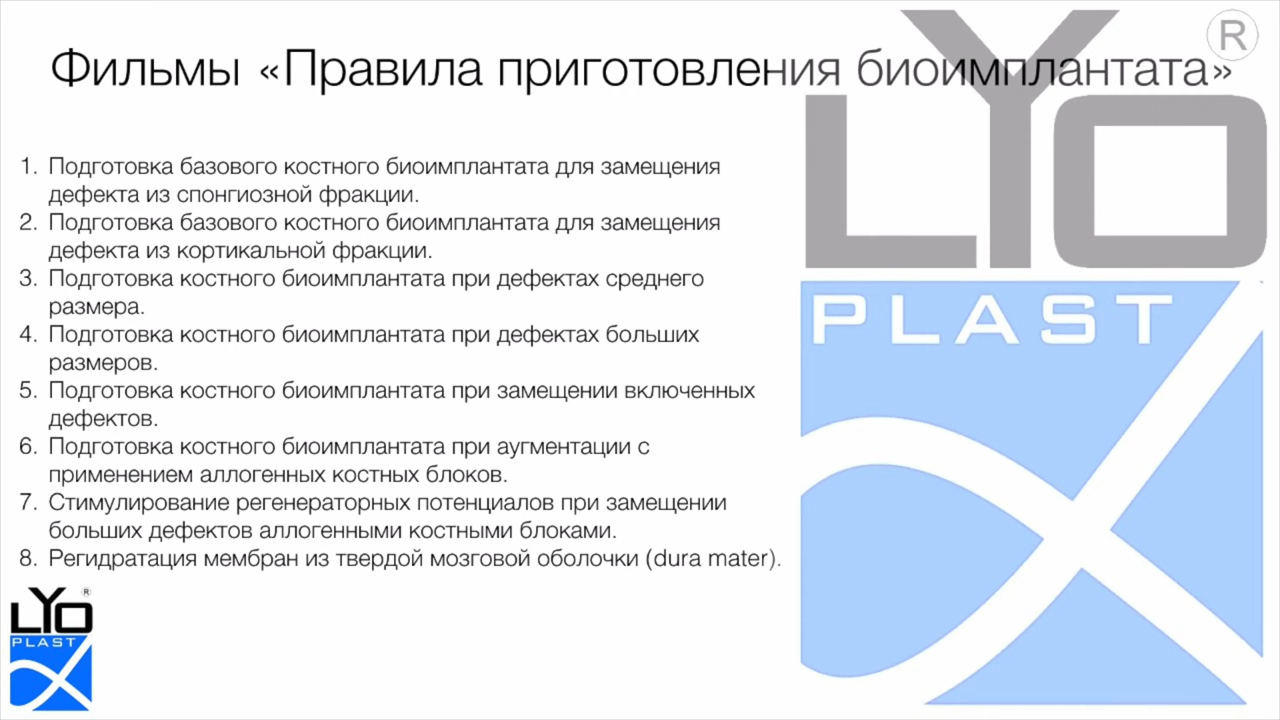 Фильмы «Правила приготовления биоимплантата»
1. Подготовка базового костного биоимплантата для замещения
дефекта из спонгиозной фракции.
2. Подготовка базового костного биоимплантата для замещения
дефекта из кортикальной фракции.
3. Подготовка костного биоимплантата при дефектах среднего
размера.
4. Подготовка костного биоимплантата при дефектах больших
размеров.
5. Подготовка костного биоимплантата при замещении включенных
дефектов.
6. Подготовка костного биоимплантата при аугментации с
применением аллогенных костных блоков.
7. Стимулирование регенераторных потенциалов при замещении
больших дефектов аллогенными костными блоками.
8. Регидратация мембран из твердой мозговой оболочки (dura mater).
LYO ®
PLAST
LYO ®
PLAST